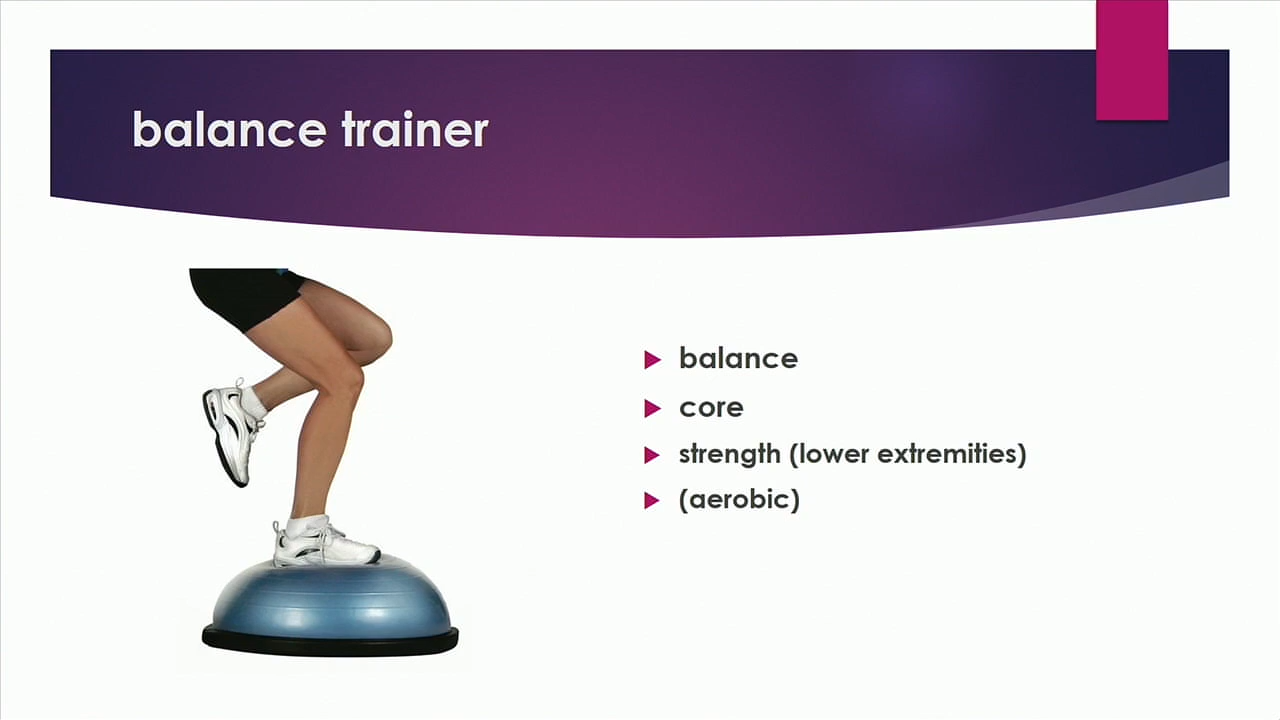 balance trainer
balance
core
strength (lower extremities)
(aerobic)